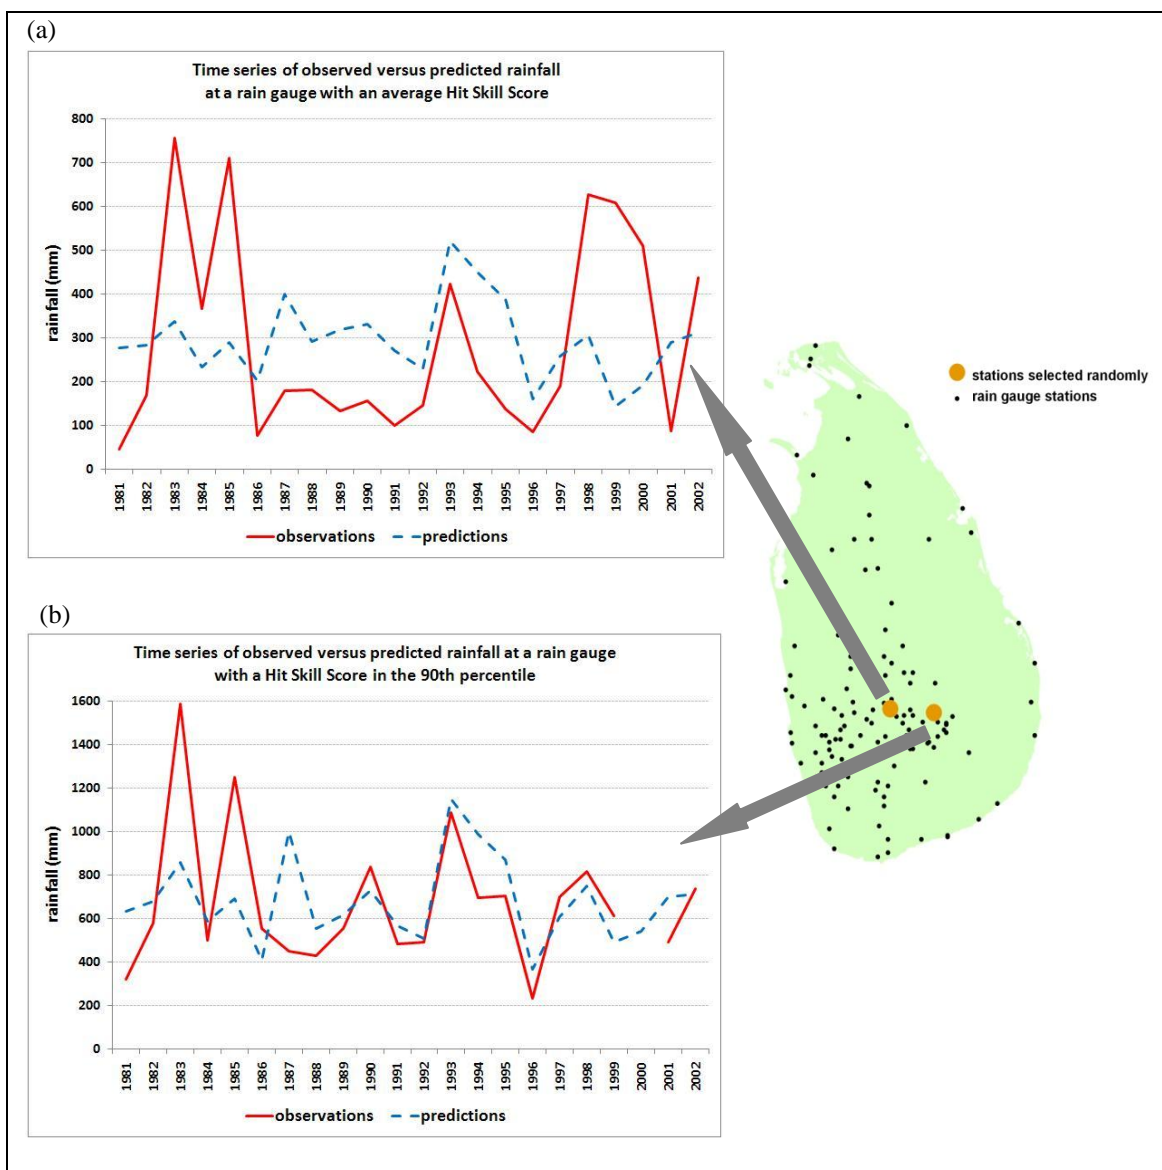 (a)
Time series of observed versus predicted rainfall
at a rain gauge with an average Hit Skill Score
800
700
600
500
400
300
200
100
0
rainfall (mm)
1981 1982 1983 1984 1985 1986 1987 1988 1989 1990 1991 1992 1993 1994 1995 1996 1997 1998 1999 2000 2001 2002
observations predictions
stations selected randomly
rain gauge stations
(b)
Time series of observed versus predicted rainfall at a rain gauge
with a Hit Skill Score in the 90th percentile
1600
1400
1200
1000
800
600
400
200
0
rainfall (mm)
1981 1982 1983 1984 1985 1986 1987 1988 1989 1990 1991 1992 1993 1994 1995 1996 1997 1998 1999 2000 2001 2002
observations predictions